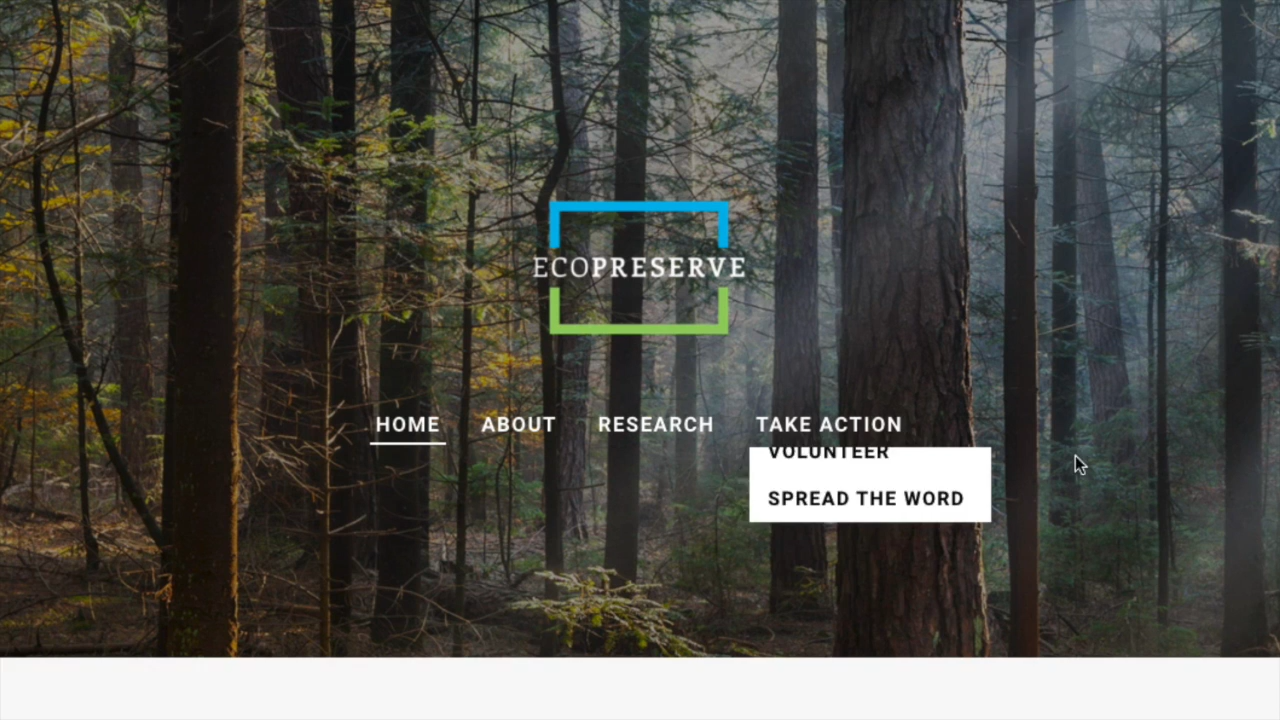 ECOPRESERVE
HOME ABOUT RESEARCH TAKE ACTION
VOLUNTEER
SPREAD THE WORD